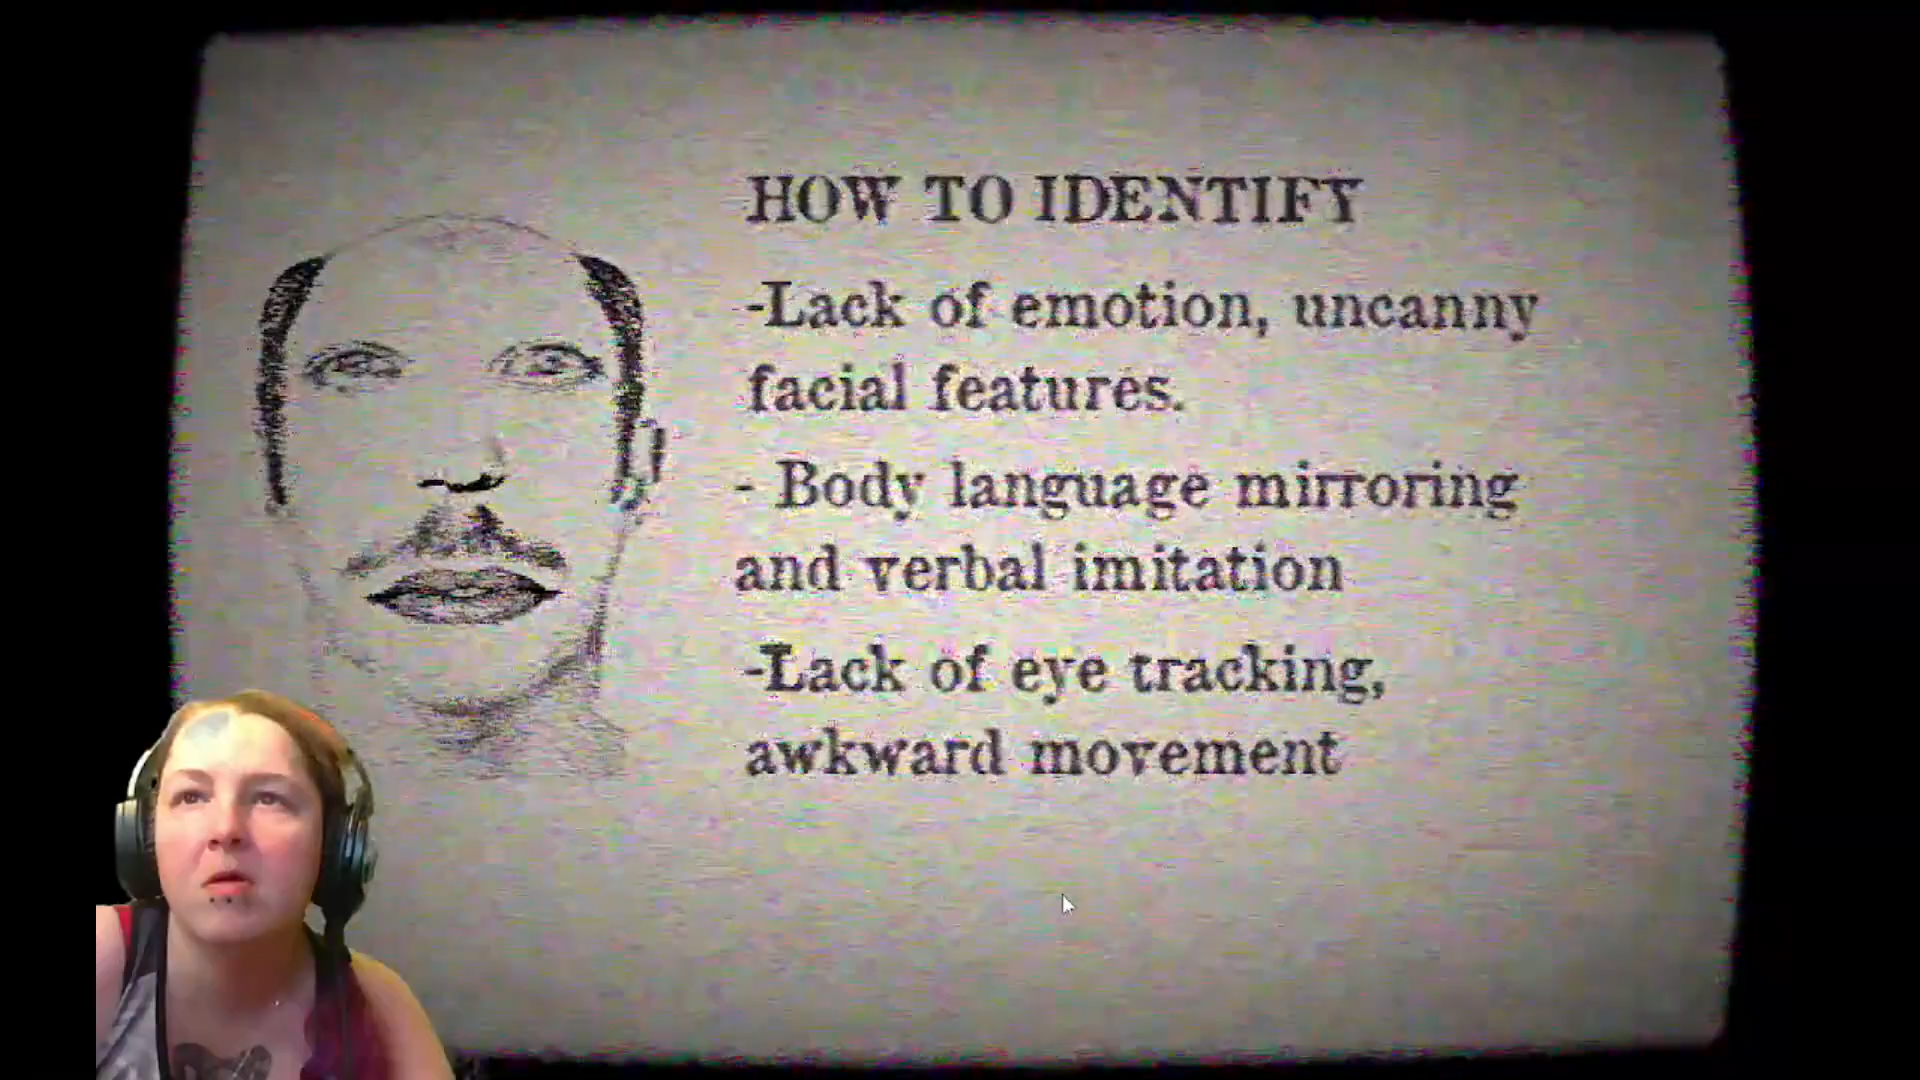 HOW TO IDENTIFY
-Lack of emotion, uncanny
facial features.
- Body language mirroring
and verbal imitation
-Lack of eye tracking,
awkward movement